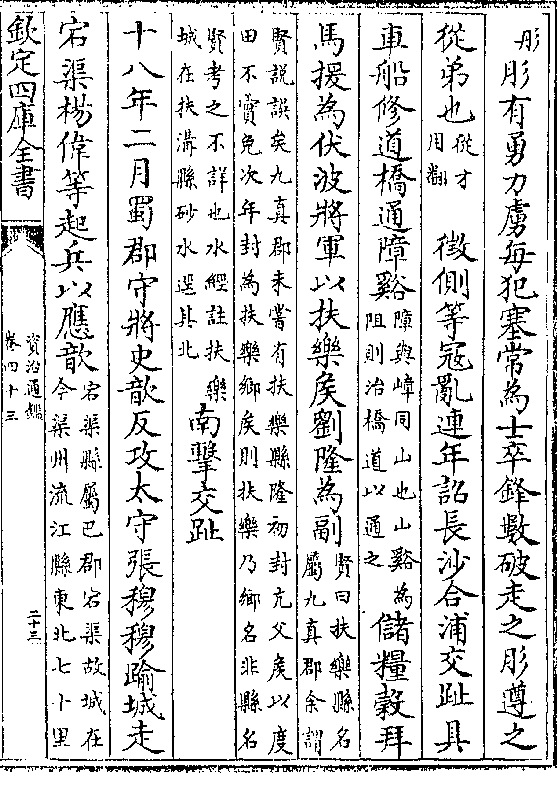 肜肜有勇力虜每犯塞常為士卒鋒數破走之肜遵之
從弟也從才用翻 徵側等寇亂連年詔長沙合浦交趾具
車船修道橋通障谿障與嶂同山也山谿為阻則治橋道以通之儲糧穀拜
馬援為伏波將軍以扶樂侯劉隆為副賢曰扶樂縣名屬九真郡余謂
賢説誤矣九真郡未嘗有扶樂縣隆初封亢父侯以度
田不實免次年封為扶樂鄉侯則扶樂乃鄉名非縣名
賢考之不詳也水經註扶樂
城在扶溝縣砂水逕其北
南擊交趾
十八年二月蜀郡守將史歆反攻太守張穆穆踰城走
宕渠楊偉等起兵以應歆宕渠縣屬巴郡宕渠故城在今渠州流江縣東北七十里
欽定四庫全書
資治通鑑
卷四十三
二十三